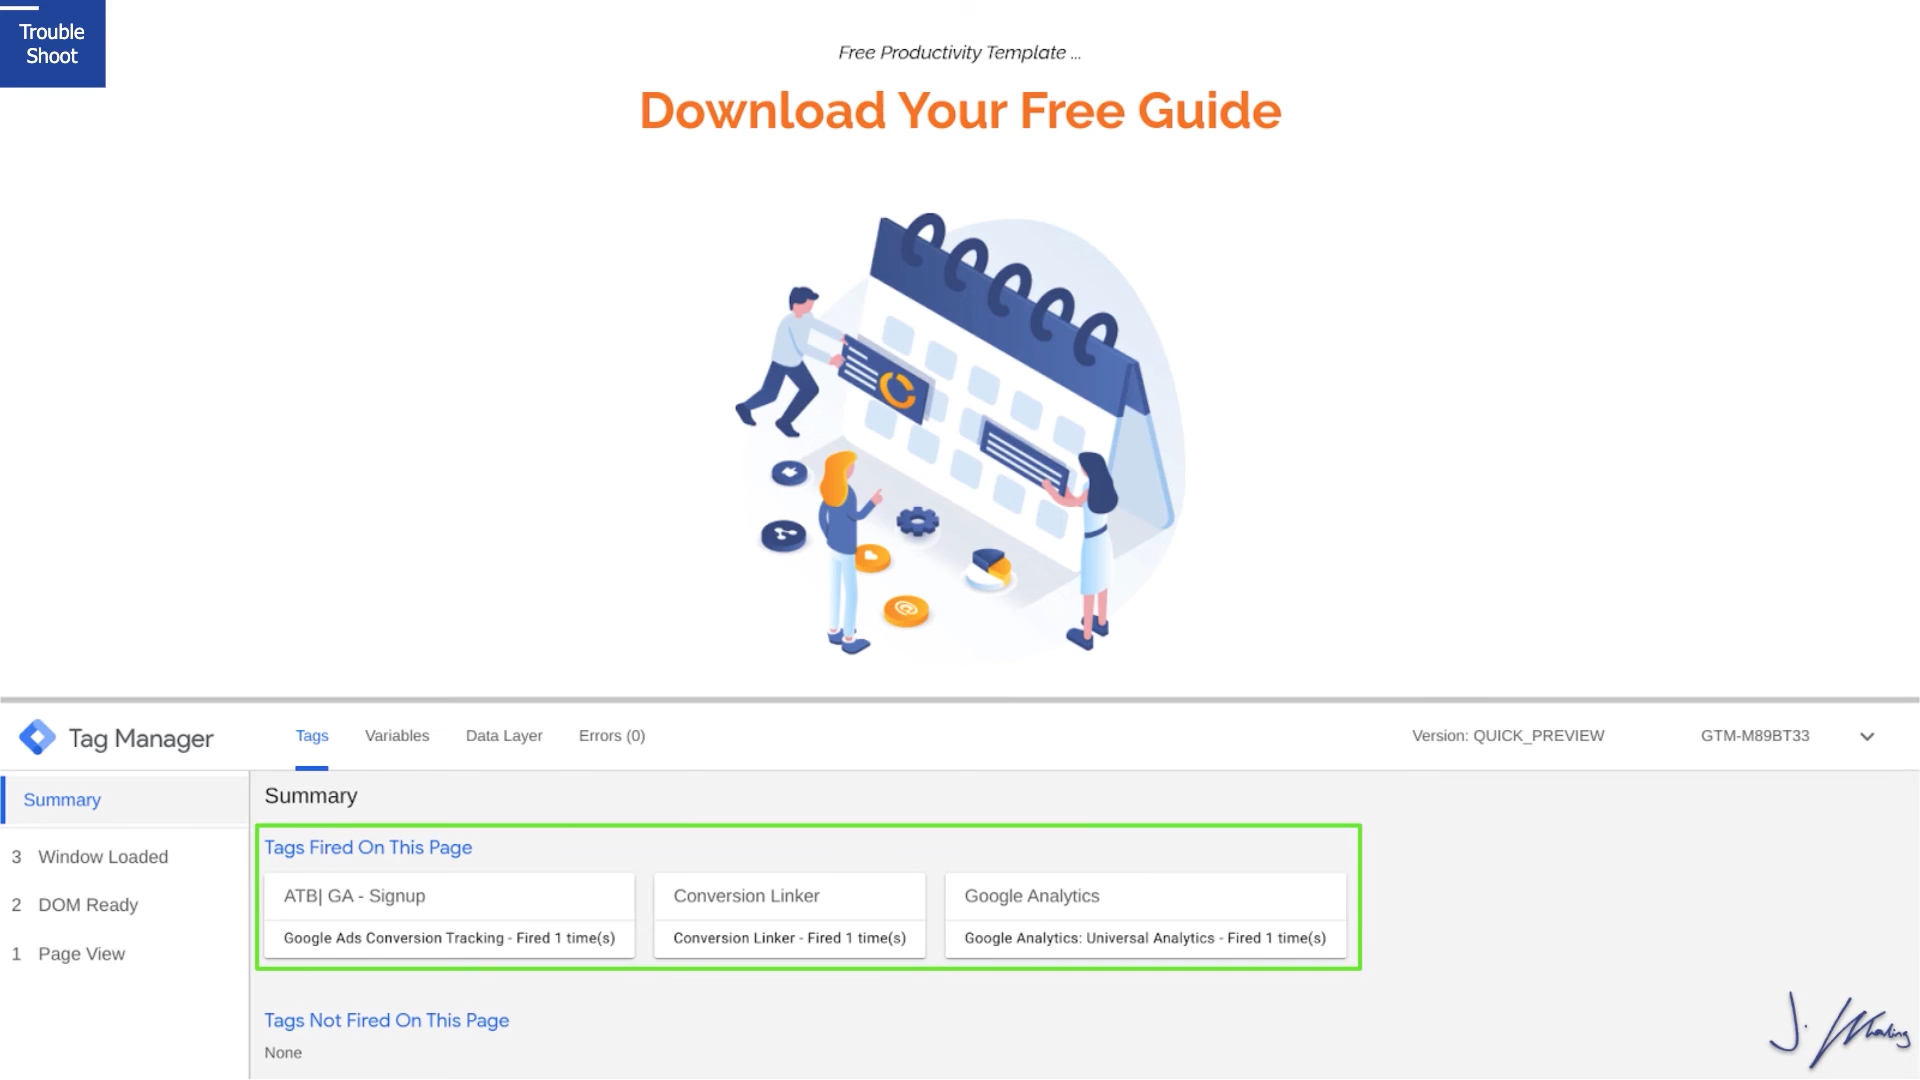 Trouble
Shoot
Free Productivity Template ...
Download Your Free Guide
Tag Manager
Tags
Variables
Data Layer
Errors (0)
Version: QUICK_PREVIEW
GTM-M89BT33
Summary
3 Window Loaded
2 DOM Ready
1 Page View
Summary
Tags Fired On This Page
ATB| GA - Signup
Google Ads Conversion Tracking - Fired 1 time(s)
Conversion Linker
Conversion Linker - Fired 1 time(s)
Google Analytics
Google Analytics: Universal Analytics - Fired 1 time(s)
Tags Not Fired On This Page
None